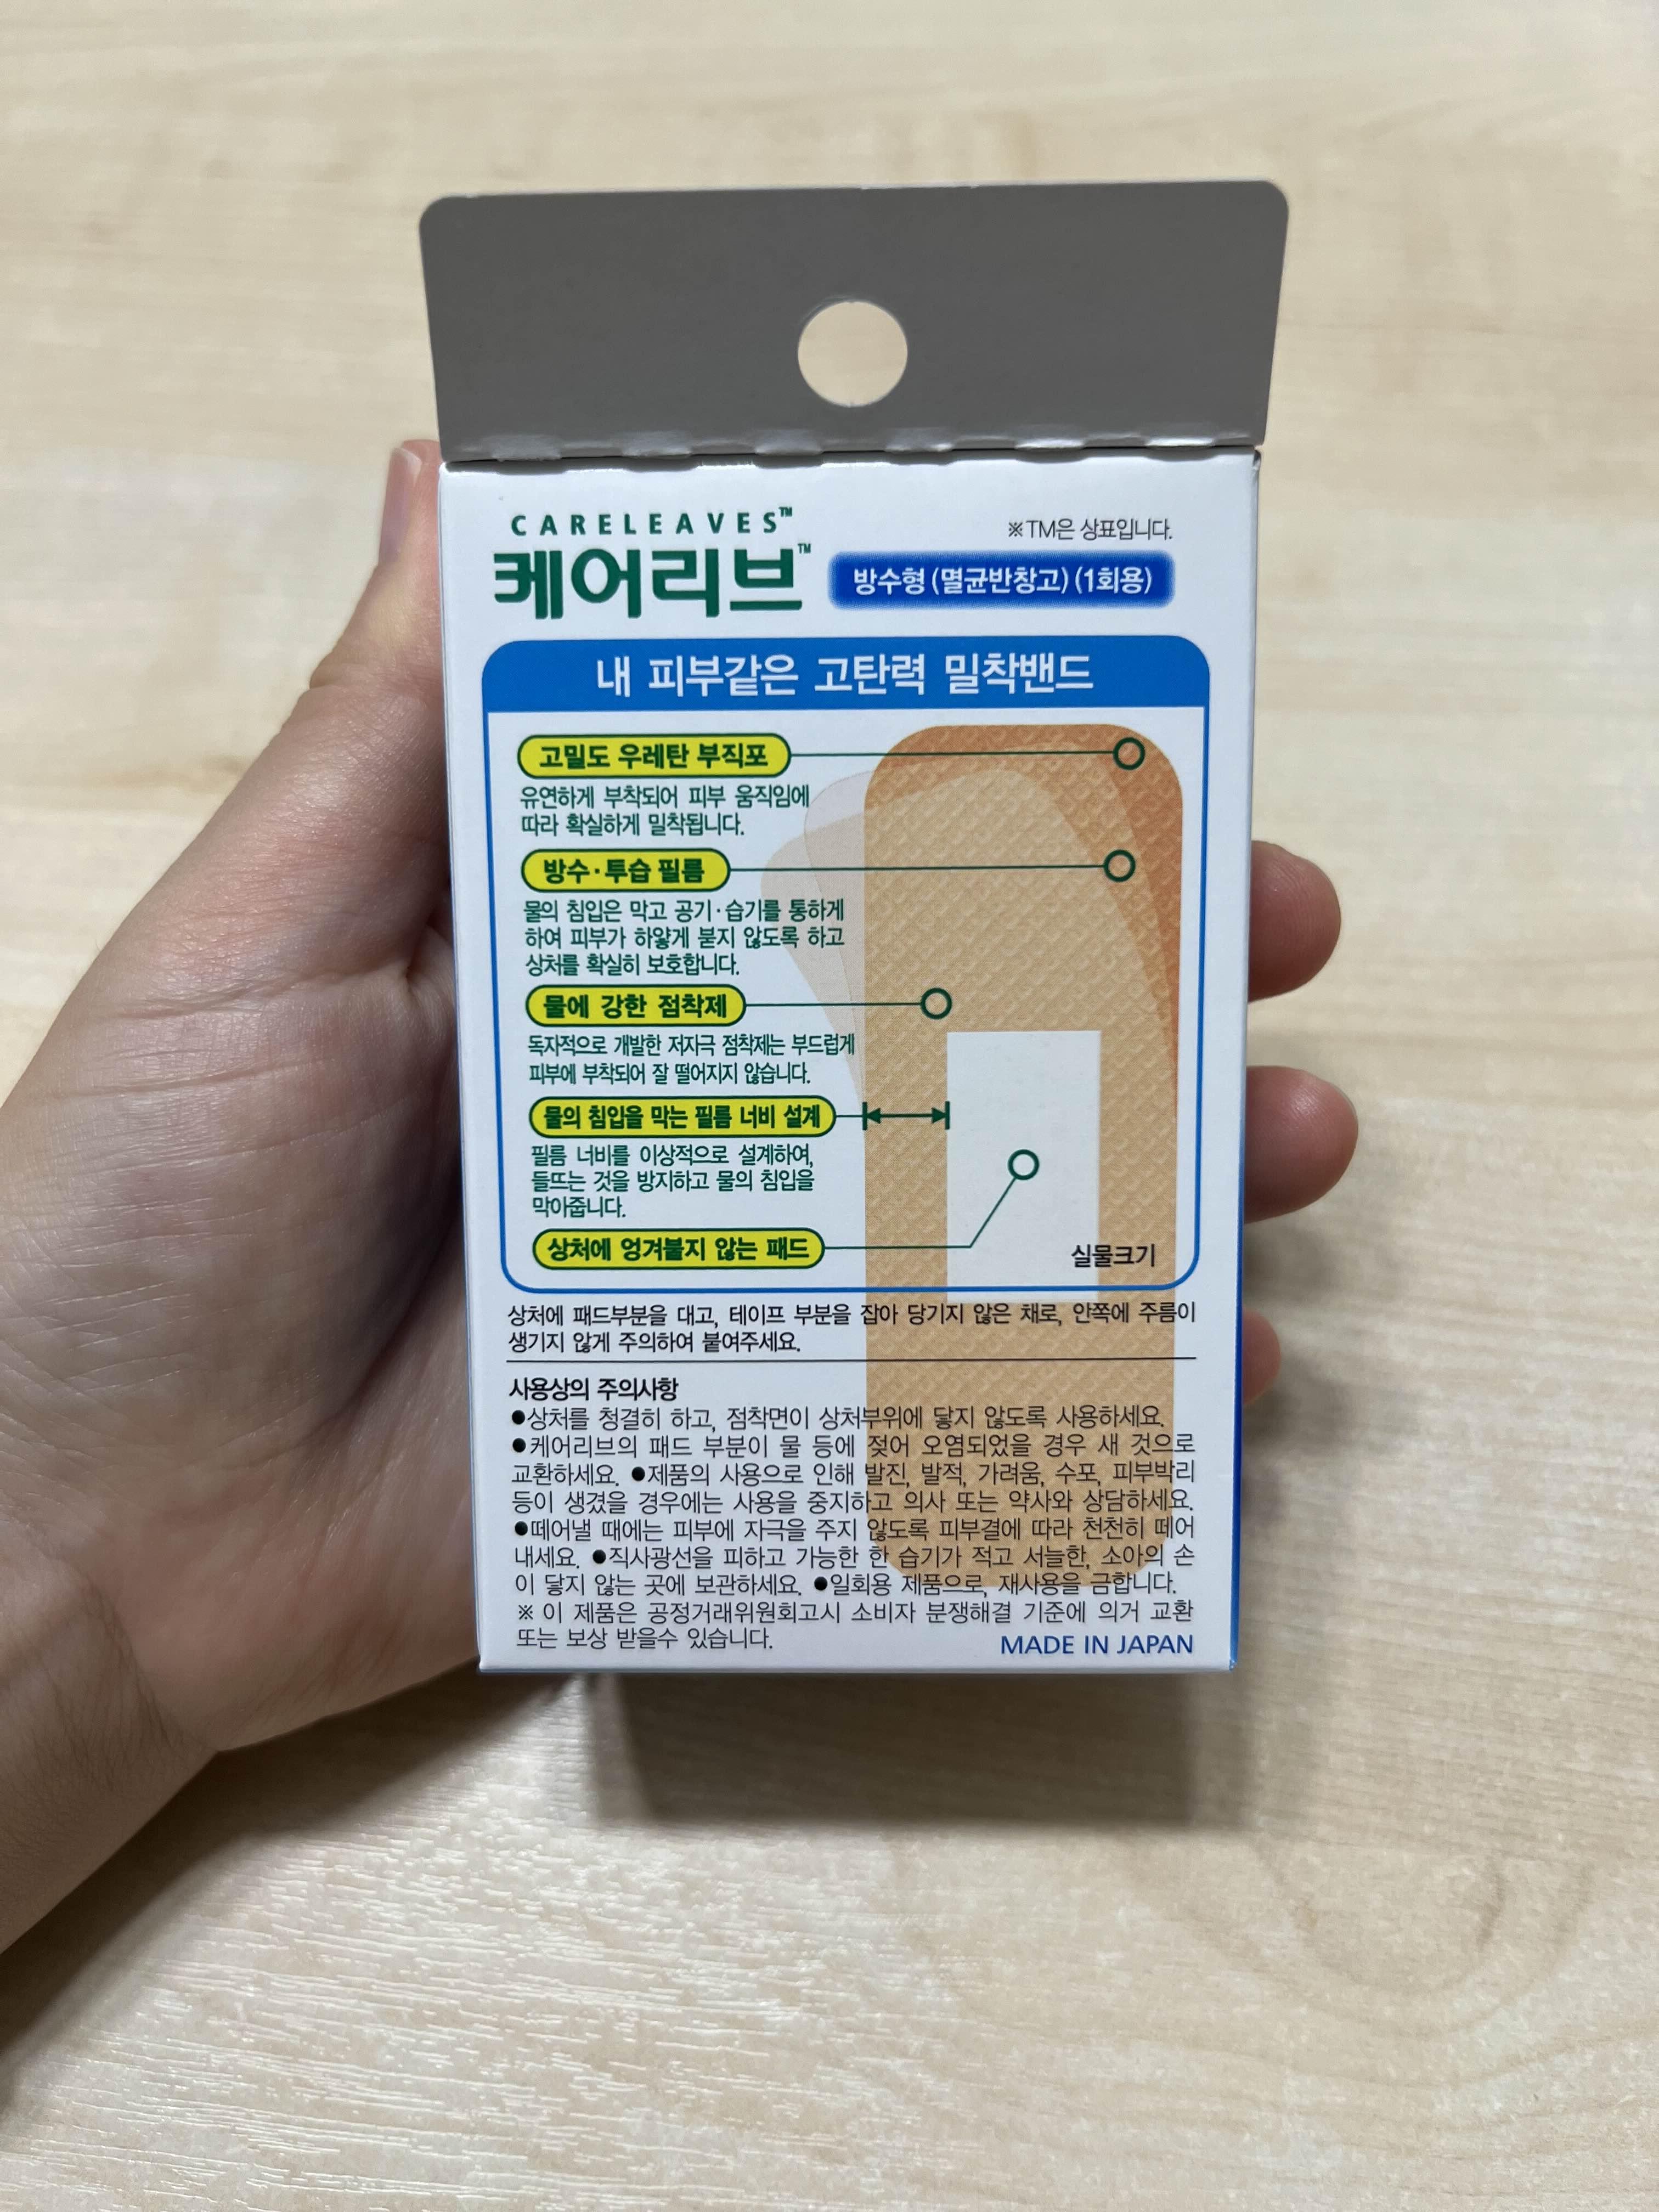 CARELEAVES™
※TM은 상표입니다.
케어리브™
방수형 (멸균반창고) (1회용)
내 피부같은 고탄력 밀착밴드
고밀도 우레탄 부직포
유연하게 부착되어 피부 움직임에
따라 확실하게 밀착됩니다.
방수·투습 필름
물의 침입은 막고 공기·습기를 통하게
하여 피부가 하얗게 붇지 않도록 하고
상처를 확실히 보호합니다.
물에 강한 점착제
독자적으로 개발한 저자극 점착제는 부드럽게
피부에 부착되어 잘 떨어지지 않습니다.
물의 침입을 막는 필름 너비 설계
필름 너비를 이상적으로 설계하여,
들뜨는 것을 방지하고 물의 침입을
막아줍니다.
상처에 엉겨붙지 않는 패드
실물크기
상처에 패드부분을 대고, 테이프 부분을 잡아 당기지 않은 채로, 안쪽에 주름이
생기지 않게 주의하여 붙여주세요.
사용상의 주의사항
●상처를 청결히 하고, 점착면이 상처부위에 닿지 않도록 사용하세요.
●케어리브의 패드 부분이 물 등에 젖어 오염되었을 경우 새 것으로
교환하세요. ●제품의 사용으로 인해 발진, 발적, 가려움, 수포, 피부박리
등이 생겼을 경우에는 사용을 중지하고 의사 또는 약사와 상담하세요.
●떼어낼 때에는 피부에 자극을 주지 않도록 피부결에 따라 천천히 떼어
내세요. ●직사광선을 피하고 가능한 한 습기가 적고 서늘한, 소아의 손
이 닿지 않는 곳에 보관하세요. ●일회용 제품으로, 재사용을 금합니다.
※ 이 제품은 공정거래위원회고시 소비자 분쟁해결 기준에 의거 교환
또는 보상 받을수 있습니다.
MADE IN JAPAN